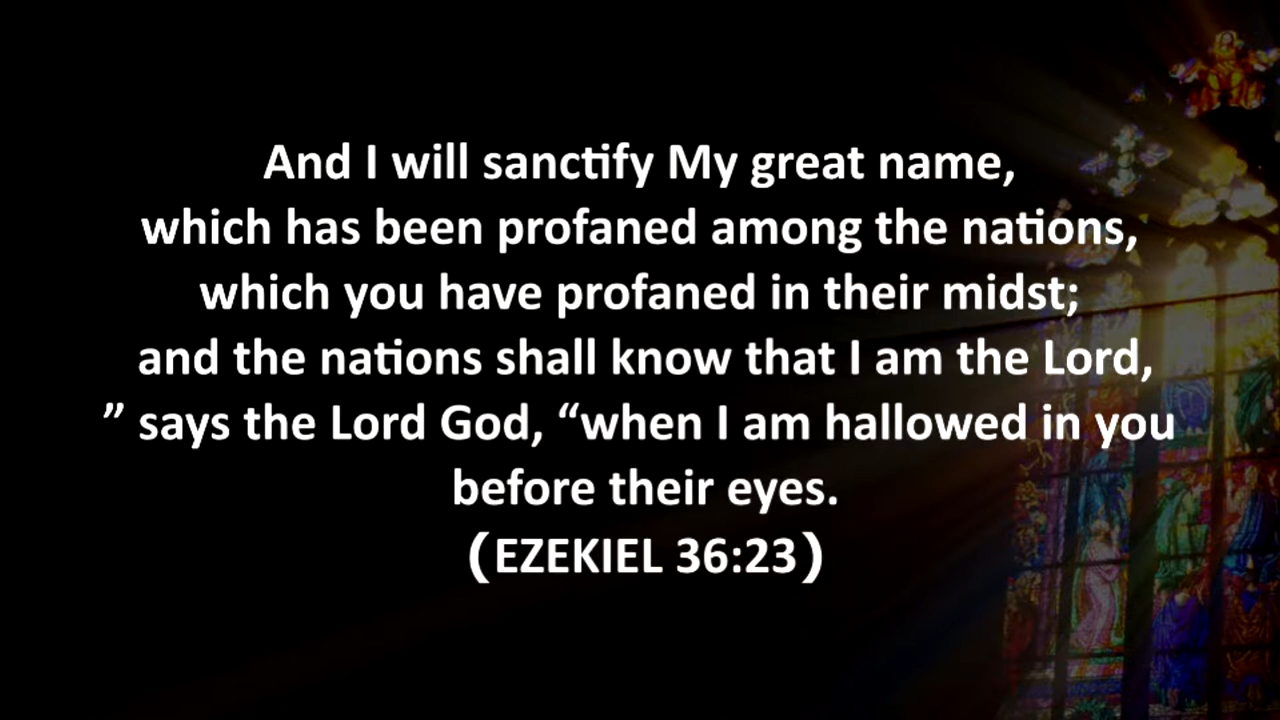 And I will sanctify My great name,
which has been profaned among the nations,
which you have profaned in their midst;
and the nations shall know that I am the Lord,
” says the Lord God, “when I am hallowed in you
before their eyes.
(EZEKIEL 36:23)